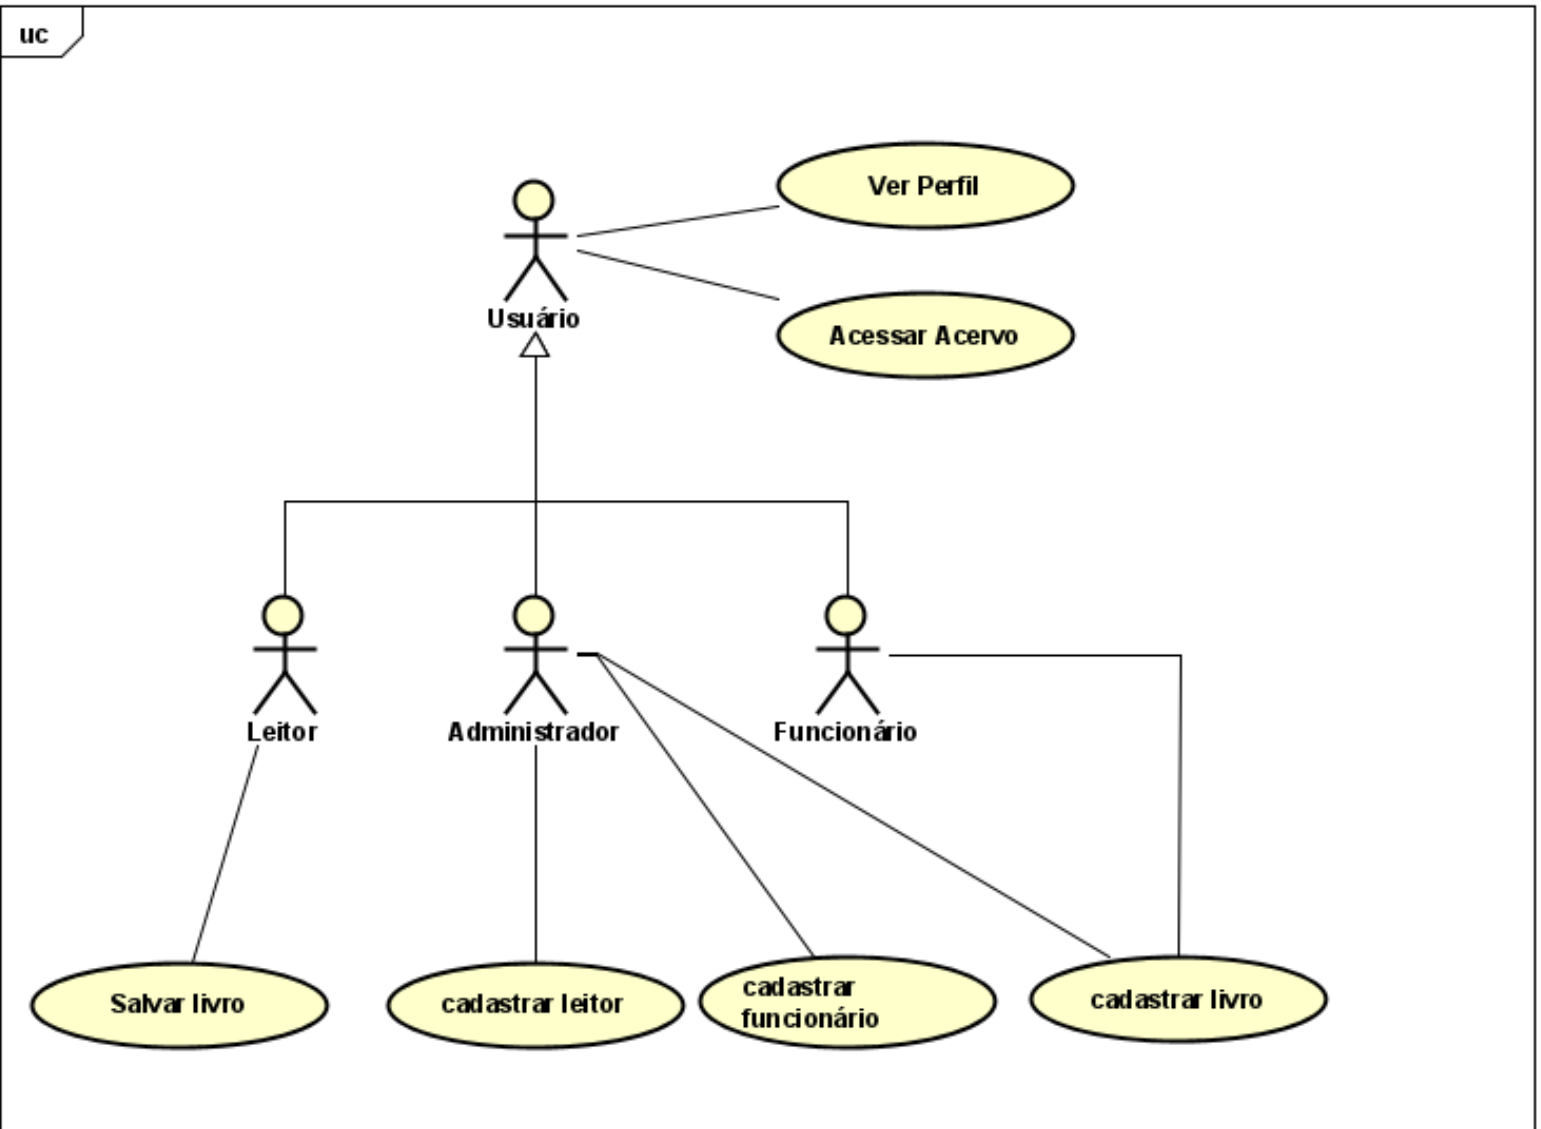 uc
Ver Perfil
Usuário
Acessar Acervo
Leitor
Administrador
Funcionário
Salvar livro
cadastrar leitor
cadastrar
funcionário
cadastrar livro